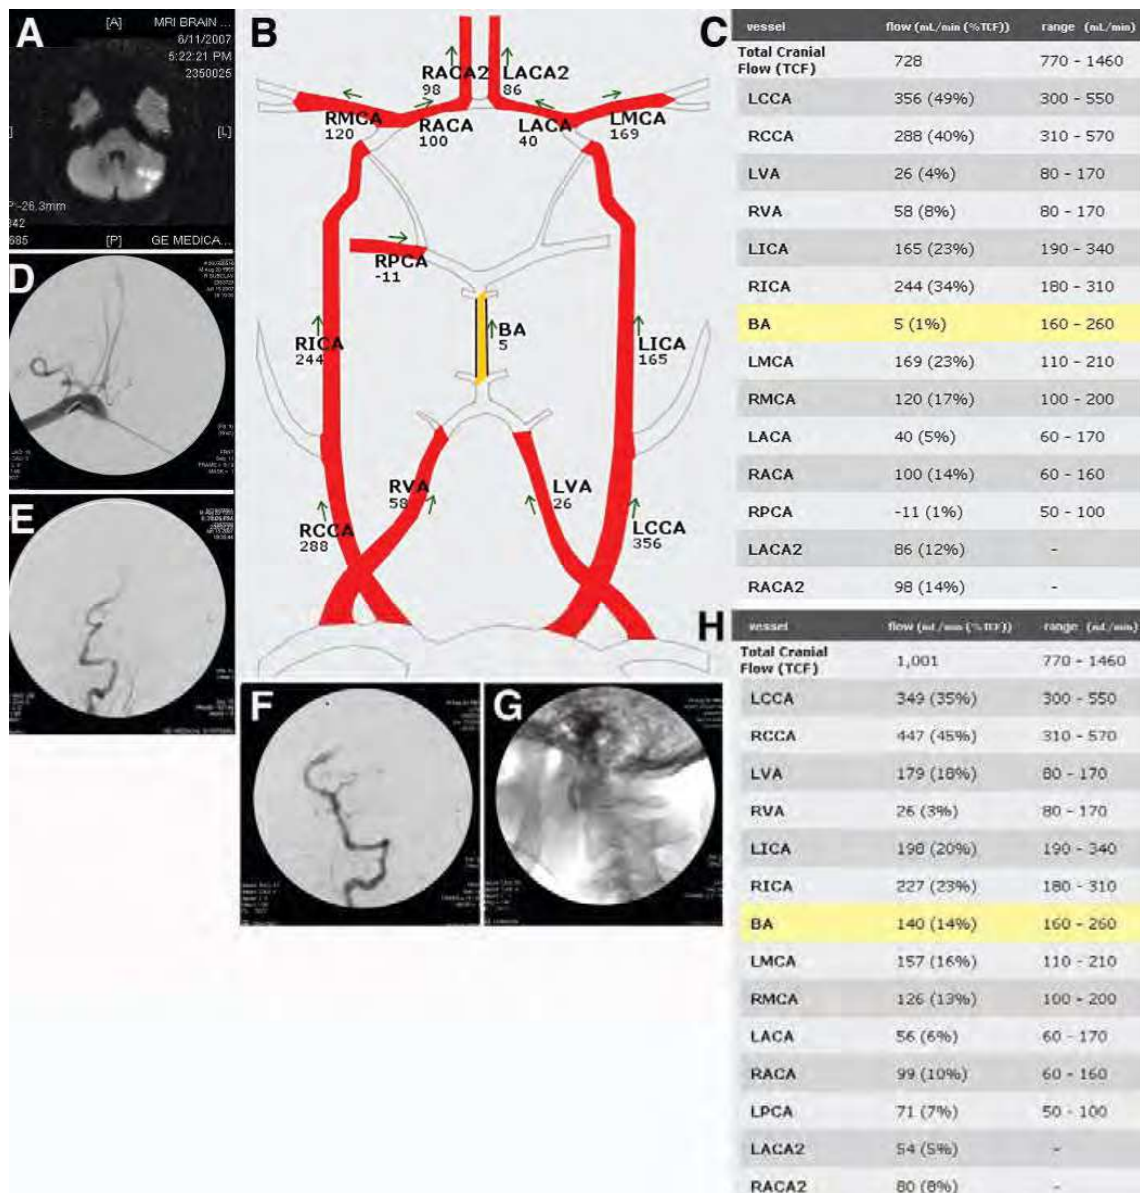 A
[A]
MRI BRAIN ...
6/11/2007
5:22:21 PM
2350025
[L]
-26.3mm
342
685
[P]
GE MEDICA...
B
RACA2
98
LACA2
86
RMCA
120
RACA
100
LACA
40
LMCA
169
RPCA
-11
RICA
244
BA
5
LICA
165
RVA
58
LVA
26
RCCA
288
LCCA
356
C
vessel flow (mL/min (%TCF)) range (mL/min)
Total Cranial Flow (TCF) 728 770 - 1460
LCCA 356 (49%) 300 - 550
RCCA 288 (40%) 310 - 570
LVA 26 (4%) 80 - 170
RVA 58 (8%) 80 - 170
LICA 165 (23%) 190 - 340
RICA 244 (34%) 180 - 310
BA 5 (1%) 160 - 260
LMCA 169 (23%) 110 - 210
RMCA 120 (17%) 100 - 200
LACA 40 (5%) 60 - 170
RACA 100 (14%) 60 - 160
RPCA -11 (1%) 50 - 100
LACA2 86 (12%) -
RACA2 98 (14%) -
D
E
F
G
H
vessel flow (mL/min (%TCF)) range (mL/min)
Total Cranial Flow (TCF) 1,001 770 - 1460
LCCA 349 (35%) 300 - 550
RCCA 447 (45%) 310 - 570
LVA 179 (18%) 80 - 170
RVA 26 (3%) 80 - 170
LICA 198 (20%) 190 - 340
RICA 227 (23%) 180 - 310
BA 140 (14%) 160 - 260
LMCA 157 (16%) 110 - 210
RMCA 126 (13%) 100 - 200
LACA 56 (6%) 60 - 170
RACA 99 (10%) 60 - 160
LPCA 71 (7%) 50 - 100
LACA2 54 (5%) -
RACA2 80 (8%) -